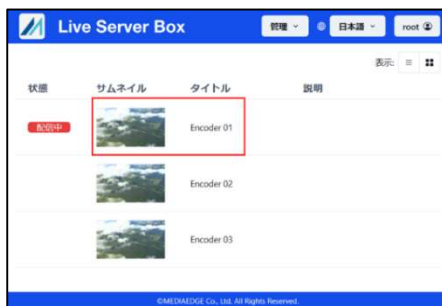 Live Server Box 管理 日本語 root
表示:
状態 サムネイル タイトル 説明
配信中 Encoder 01
Encoder 02
Encoder 03
©MEDIAEDGE Co., Ltd. All Rights Reserved.